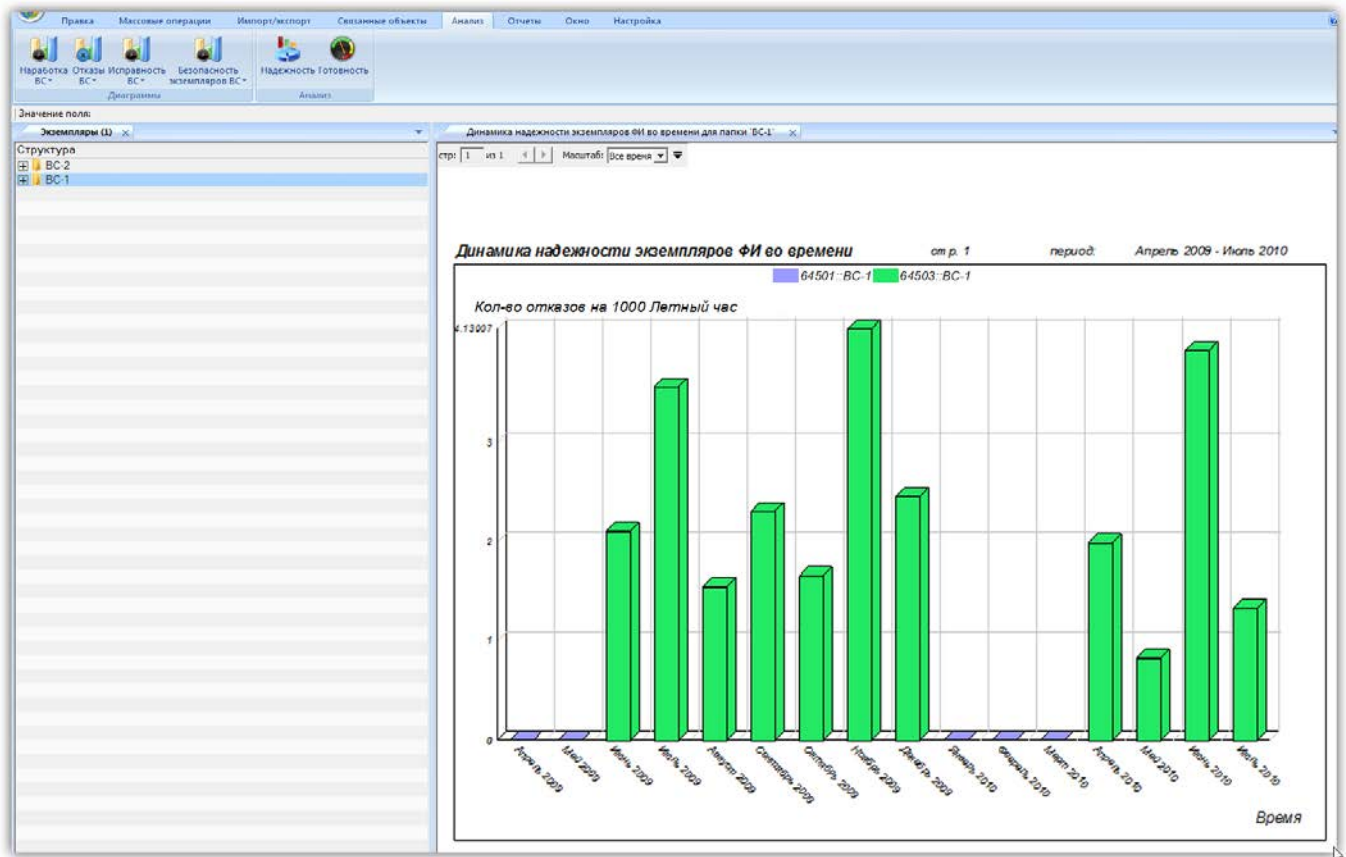 Правка Массовые операции Импорт/экспорт Связанные объекты Анализ Отчеты Окно Настройка
Наработка ВС Отказы ВС Исправность ВС Безопасность экземпляров ВС Надежность Готовность
Диаграммы Анализ
Значение поля:
Экземпляры (1)
Структура
ВС-2
ВС-1
Динамика надежности экземпляров ФИ во времени для папки 'ВС-1'
стр: 1 из 1 Масштаб: Все время
Динамика надежности экземпляров ФИ во времени стр. 1 период: Апрель 2009 - Июль 2010
64501::ВС-1 64503::ВС-1
Кол-во отказов на 1000 Летный час
4.13007
3
2
1
0
Апрель 2009 Май 2009 Июнь 2009 Июль 2009 Август 2009 Сентябрь 2009 Октябрь 2009 Ноябрь 2009 Декабрь 2009 Январь 2010 Февраль 2010 Март 2010 Апрель 2010 Май 2010 Июнь 2010 Июль 2010
Время